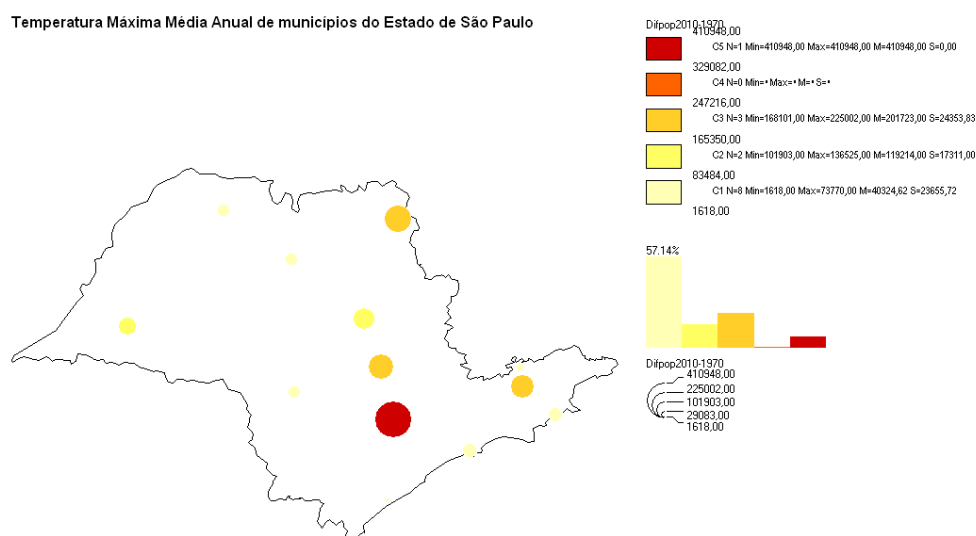 Temperatura Máxima Média Anual de municípios do Estado de São Paulo
Difpop2010-1970
410948,00
C5 N=1 Min=410948,00 Max=410948,00 M=410948,00 S=0,00
329082,00
C4 N=0 Min=• Max=• M=• S=•
247216,00
C3 N=3 Min=168101,00 Max=225002,00 M=201723,00 S=24353,83
165350,00
C2 N=2 Min=101903,00 Max=136525,00 M=119214,00 S=17311,00
83484,00
C1 N=8 Min=1618,00 Max=73770,00 M=40324,62 S=23655,72
1618,00
57.14%
Difpop2010-1970
410948,00
225002,00
101903,00
29083,00
1618,00